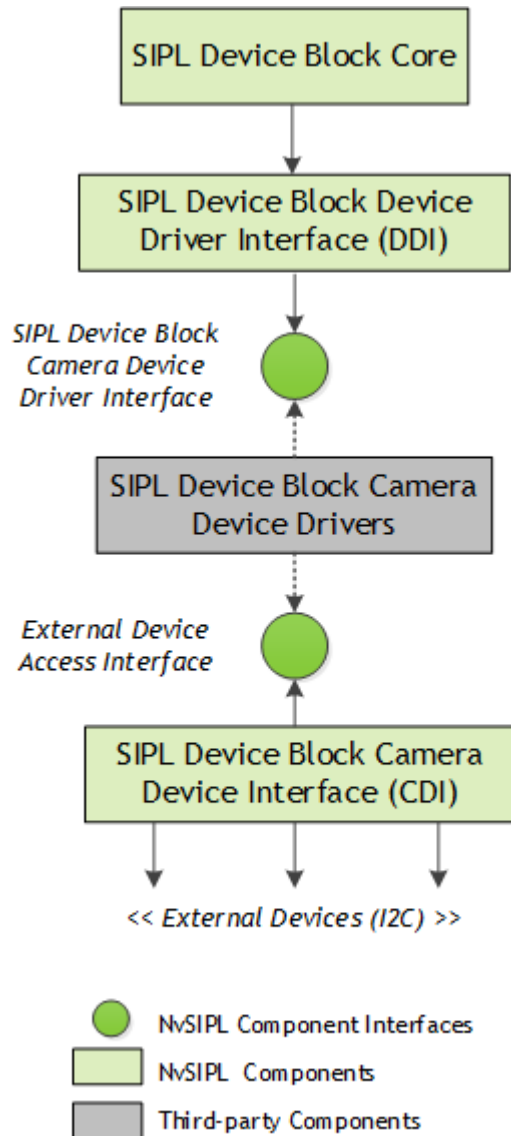 SIPL Device Block Core
SIPL Device Block Device
Driver Interface (DDI)
SIPL Device Block
Camera Device
Driver Interface
SIPL Device Block Camera
Device Drivers
External Device
Access Interface
SIPL Device Block Camera
Device Interface (CDI)
<< External Devices (I2C) >>
NvSIPL Component Interfaces
NvSIPL Components
Third-party Components